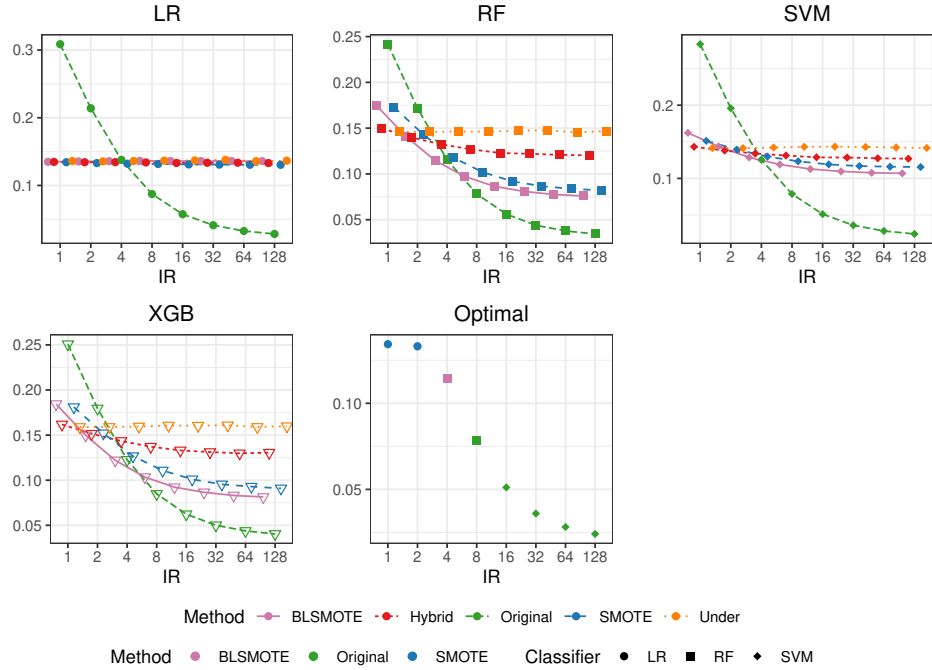 LR
RF
SVM
0.3
0.2
0.1
1 2 4 8 16 32 64 128
IR
0.25
0.20
0.15
0.10
0.05
1 2 4 8 16 32 64 128
IR
0.2
0.1
1 2 4 8 16 32 64 128
IR
XGB
Optimal
0.25
0.20
0.15
0.10
0.05
1 2 4 8 16 32 64 128
IR
0.10
0.05
1 2 4 8 16 32 64 128
IR
Method BLSMOTE Hybrid Original SMOTE Under
Method BLSMOTE Original SMOTE Classifier LR RF SVM